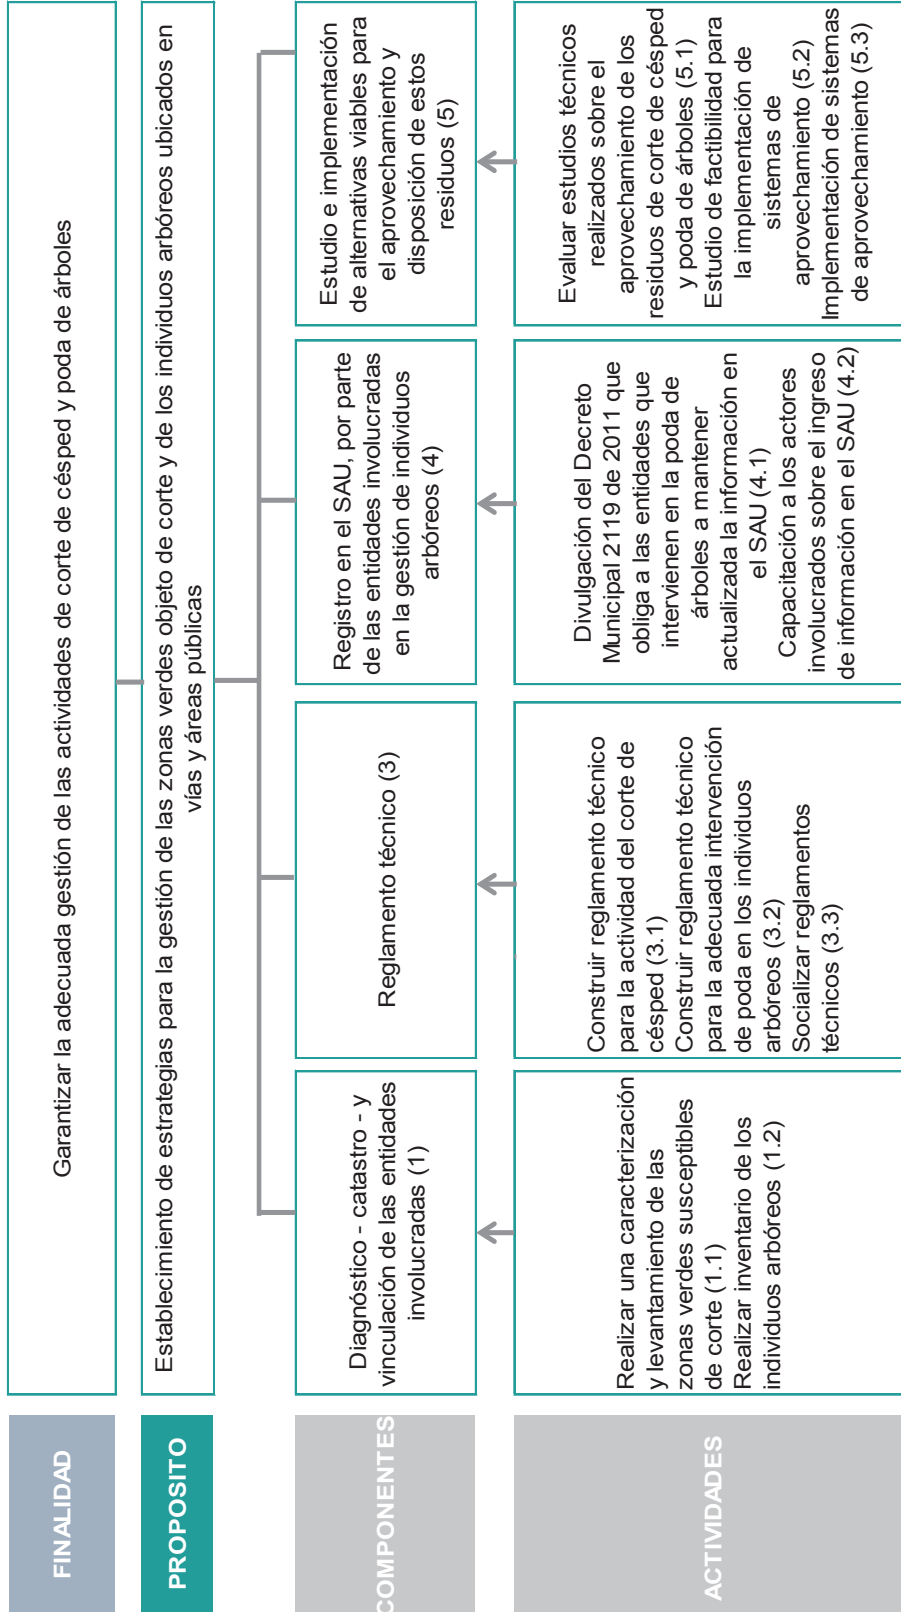 FINALIDAD
Garantizar la adecuada gestión de las actividades de corte de césped y poda de árboles
PROPOSITO
Establecimiento de estrategias para la gestión de las zonas verdes objeto de corte y de los individuos arbóreos ubicados en
vías y áreas públicas
COMPONENTES
Diagnóstico - catastro - y
vinculación de las entidades
involucradas (1)
Reglamento técnico (3)
Registro en el SAU, por parte
de las entidades involucradas
en la gestión de individuos
arbóreos (4)
Estudio e implementación
de alternativas viables para
el aprovechamiento y
disposición de estos
residuos (5)
ACTIVIDADES
Realizar una caracterización
y levantamiento de las
zonas verdes susceptibles
de corte (1.1)
Realizar inventario de los
individuos arbóreos (1.2)
Construir reglamento técnico
para la actividad del corte de
césped (3.1)
Construir reglamento técnico
para la adecuada intervención
de poda en los individuos
arbóreos (3.2)
Socializar reglamentos
técnicos (3.3)
Divulgación del Decreto
Municipal 2119 de 2011 que
obliga a las entidades que
intervienen en la poda de
árboles a mantener
actualizada la información en
el SAU (4.1)
Capacitación a los actores
involucrados sobre el ingreso
de información en el SAU (4.2)
Evaluar estudios técnicos
realizados sobre el
aprovechamiento de los
residuos de corte de césped
y poda de árboles (5.1)
Estudio de factibilidad para
la implementación de
sistemas de
aprovechamiento (5.2)
Implementación de sistemas
de aprovechamiento (5.3)